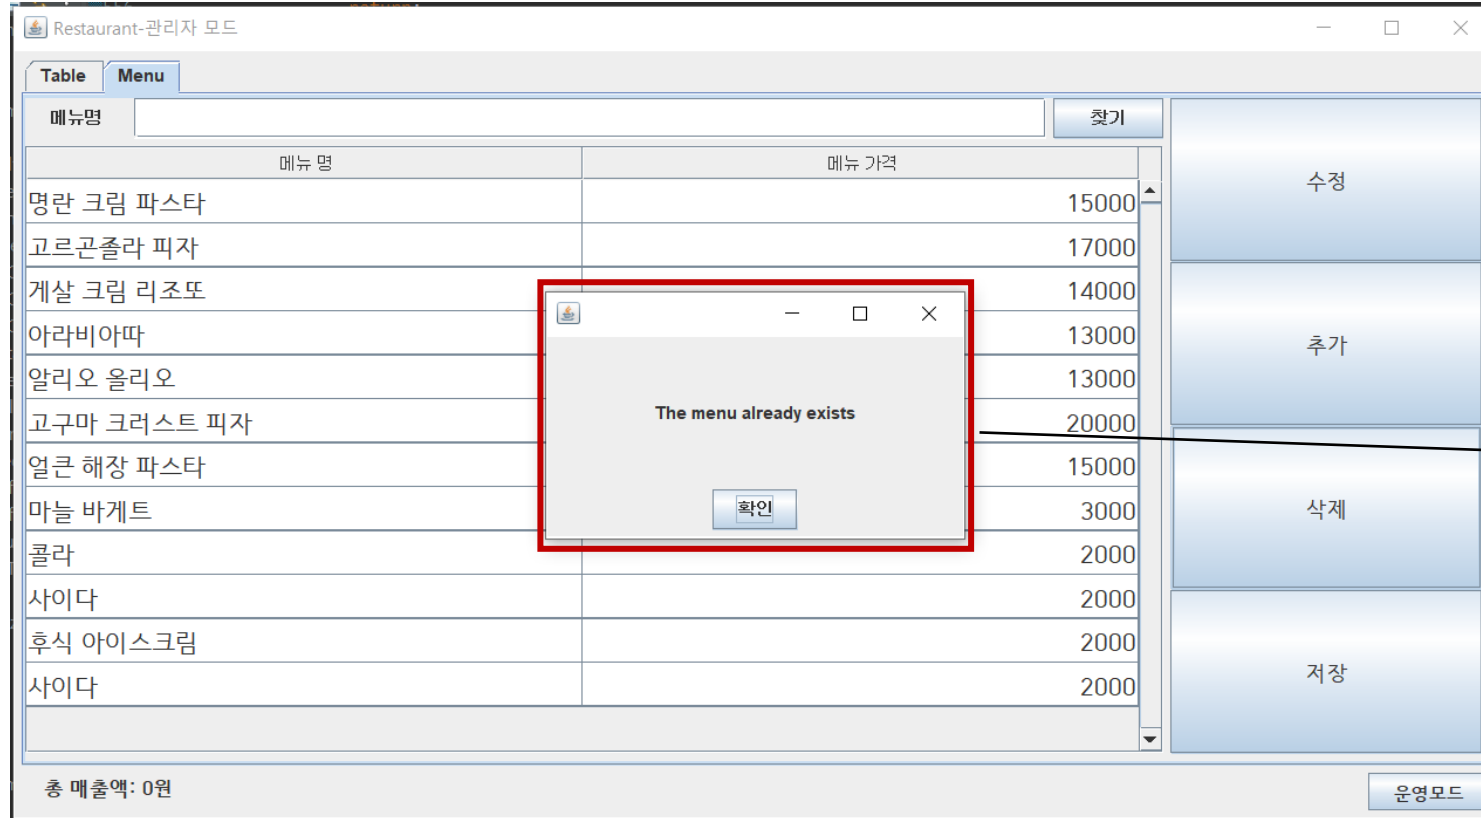 Restaurant-관리자 모드
Table Menu
메뉴명 찾기
메뉴 명 메뉴 가격
명란 크림 파스타 15000
고르곤졸라 피자 17000
게살 크림 리조또 14000
아라비아따 13000
알리오 올리오 13000
고구마 크러스트 피자 20000
얼큰 해장 파스타 15000
마늘 바게트 3000
콜라 2000
사이다 2000
후식 아이스크림 2000
사이다 2000
The menu already exists
확인
수정
추가
삭제
저장
총 매출액: 0원
운영모드